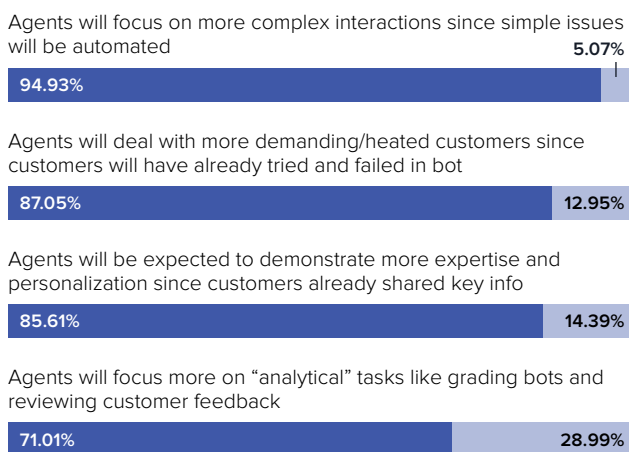 Agents will focus on more complex interactions since simple issues
will be automated
5.07%
94.93%
Agents will deal with more demanding/heated customers since
customers will have already tried and failed in bot
87.05%
12.95%
Agents will be expected to demonstrate more expertise and
personalization since customers already shared key info
85.61%
14.39%
Agents will focus more on “analytical” tasks like grading bots and
reviewing customer feedback
71.01%
28.99%